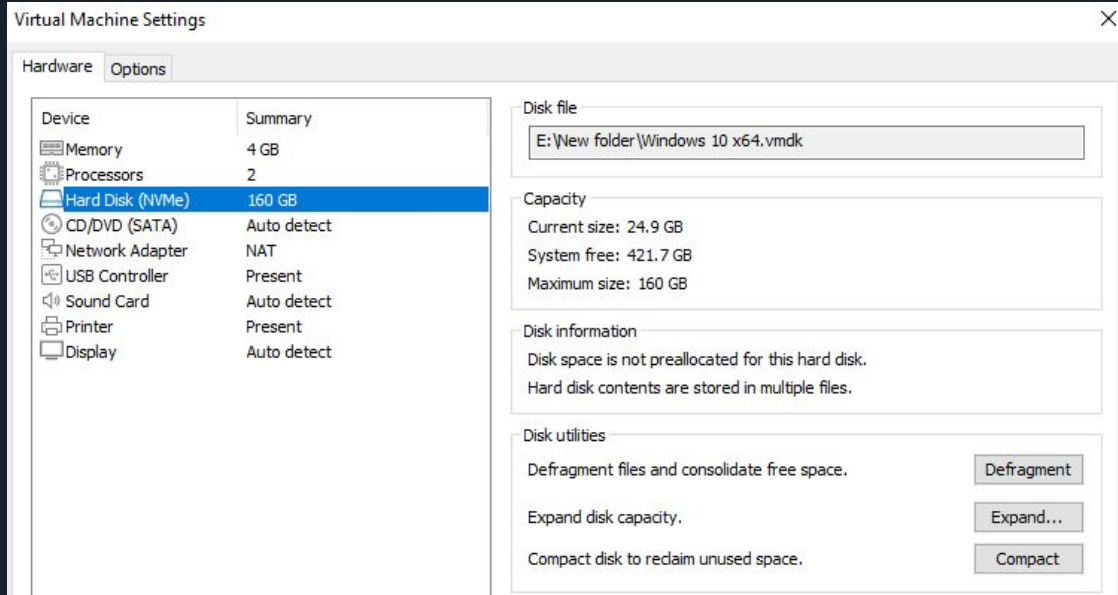 Virtual Machine Settings
Hardware
Options
Device Summary
Memory 4 GB
Processors 2
Hard Disk (NVMe) 160 GB
CD/DVD (SATA) Auto detect
Network Adapter NAT
USB Controller Present
Sound Card Auto detect
Printer Present
Display Auto detect
Disk file
E:\New folder\Windows 10 x64.vmdk
Capacity
Current size: 24.9 GB
System free: 421.7 GB
Maximum size: 160 GB
Disk information
Disk space is not preallocated for this hard disk.
Hard disk contents are stored in multiple files.
Disk utilities
Defragment files and consolidate free space. Defragment
Expand disk capacity. Expand...
Compact disk to reclaim unused space. Compact